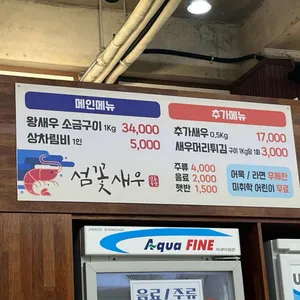 메인메뉴
왕새우 소금구이 1Kg 34,000
상차림비 1인 5,000
섬꽃새우
추가메뉴
추가새우 0.5Kg 17,000
새우머리튀김 구이 1Kg당 1회 3,000
주류 4,000
음료 2,000
햇반 1,500
어묵 / 라면 무제한
미취학 어린이 무료
Aqua FINE
음료/주류